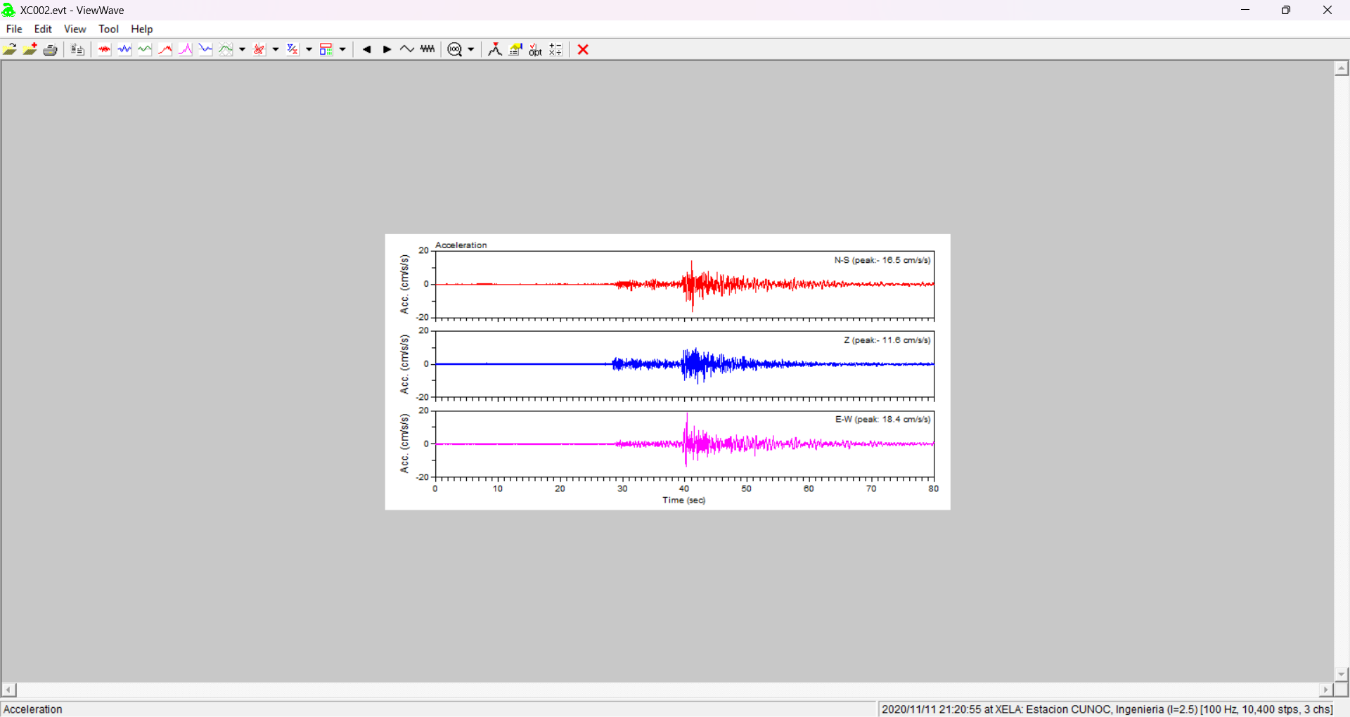 XC002.evt - ViewWave
File Edit View Tool Help
100
opt
Acceleration
20
0
-20
Acc. (cm/s/s)
N-S (peak:- 16.5 cm/s/s)
20
0
-20
Acc. (cm/s/s)
Z (peak:- 11.6 cm/s/s)
20
0
-20
Acc. (cm/s/s)
E-W (peak: 18.4 cm/s/s)
0 10 20 30 40 50 60 70 80
Time (sec)
Acceleration
2020/11/11 21:20:55 at XELA: Estacion CUNOC, Ingenieria (I=2.5) [100 Hz, 10,400 stps, 3 chs]